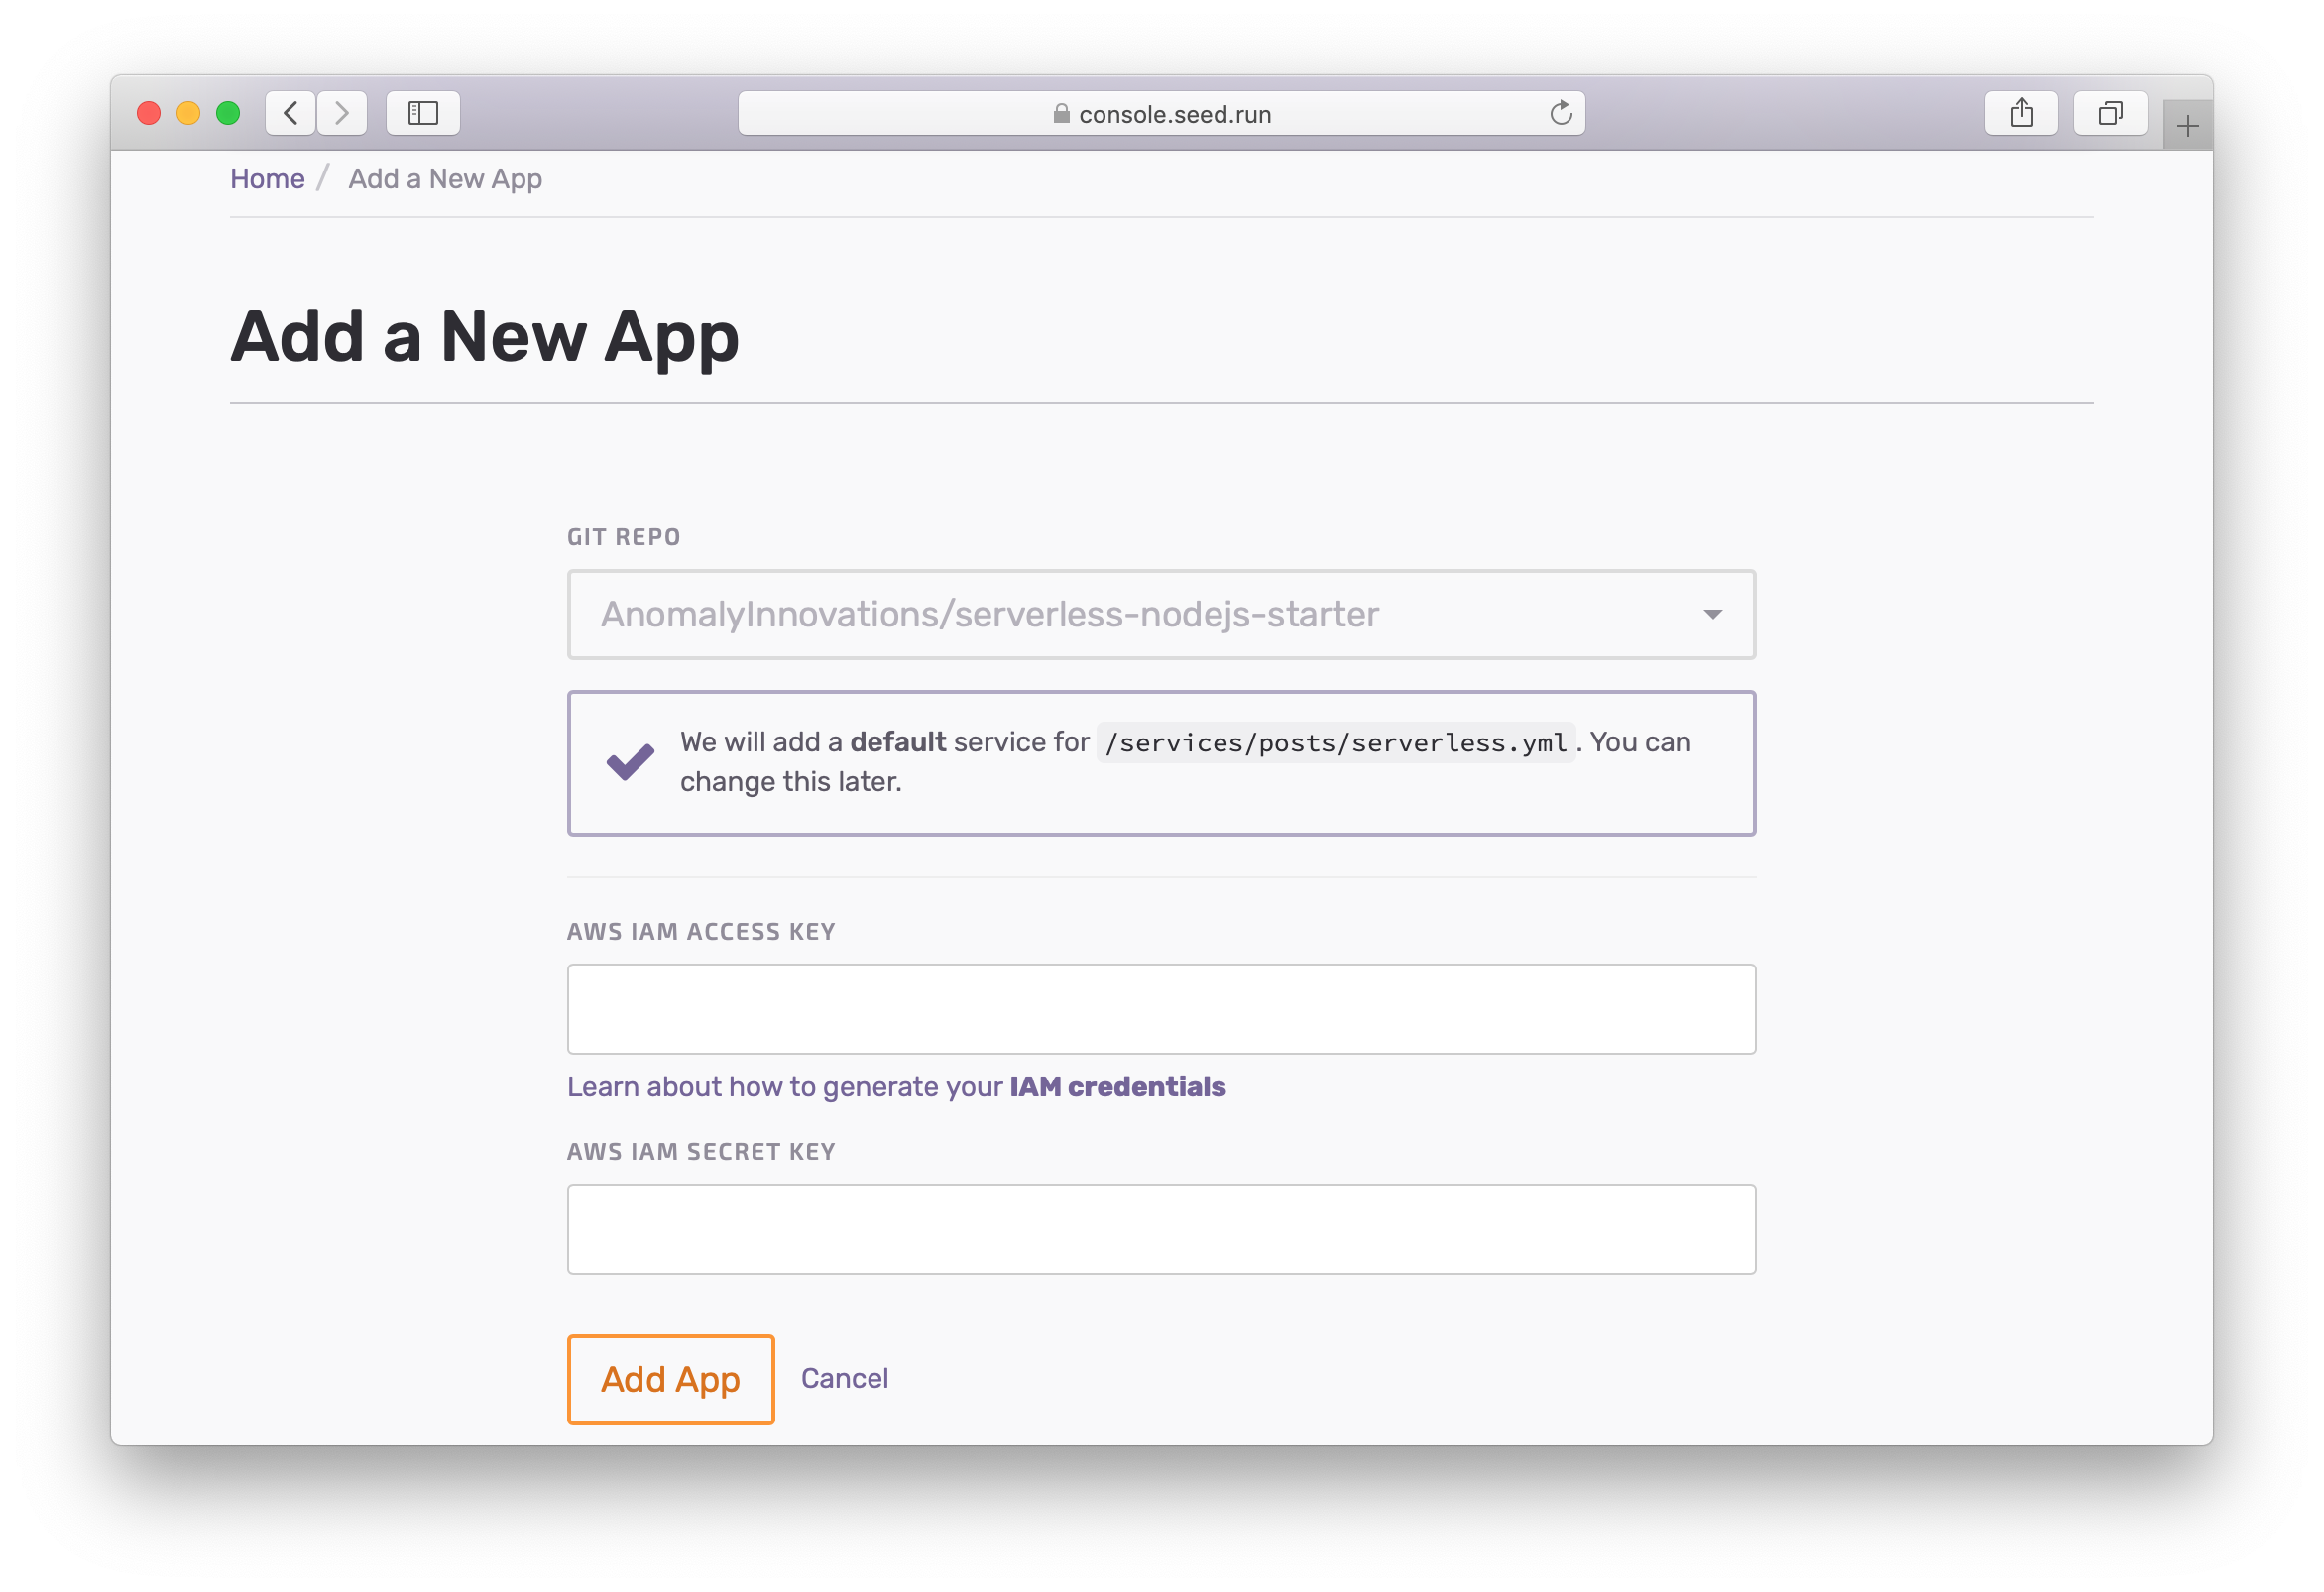 console.seed.run
Home / Add a New App
Add a New App
GIT REPO
AnomalyInnovations/serverless-nodejs-starter
We will add a default service for /services/posts/serverless.yml. You can
change this later.
AWS IAM ACCESS KEY
Learn about how to generate your IAM credentials
AWS IAM SECRET KEY
Add App Cancel